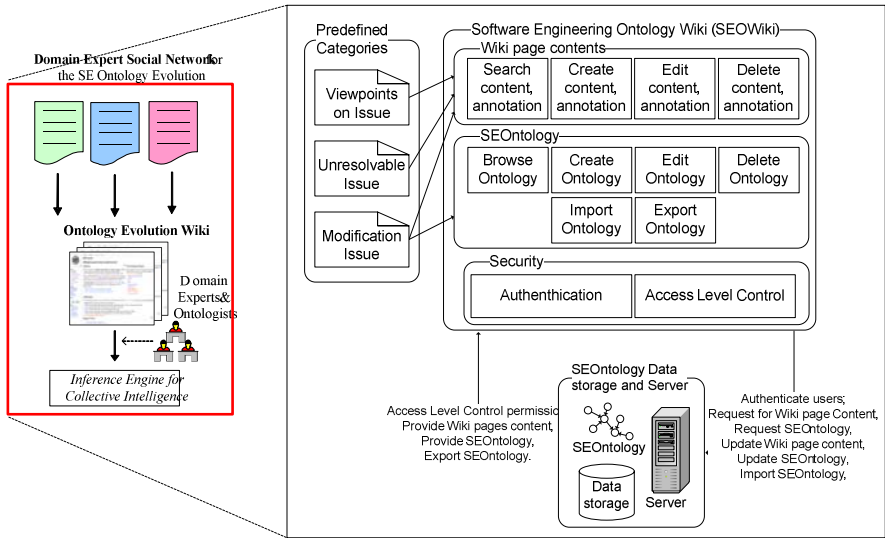 Domain-Expert Social Network for
the SE Ontology Evolution
Ontology Evolution Wiki
Domain
Experts&
Ontologists
Inference Engine for
Collective Intelligence
Predefined
Categories
Viewpoints
on Issue
Unresolvable
Issue
Modification
Issue
Software Engineering Ontology Wiki (SEOWiki)
Wiki page contents
Search
content,
annotation
Create
content,
annotation
Edit
content,
annotation
Delete
content,
annotation
SEOntology
Browse
Ontology
Create
Ontology
Edit
Ontology
Delete
Ontology
Import
Ontology
Export
Ontology
Security
Authenthication
Access Level Control
Access Level Control permissio
Provide Wiki pages content,
Provide SEOntology,
Export SEOntology.
SEOntology Data
storage and Server
SEOntology
Data
storage
Server
Authenticate users;
Request for Wiki page Content,
Request SEOntology,
Update Wiki page content,
Update SEOntology,
Import SEOntology,